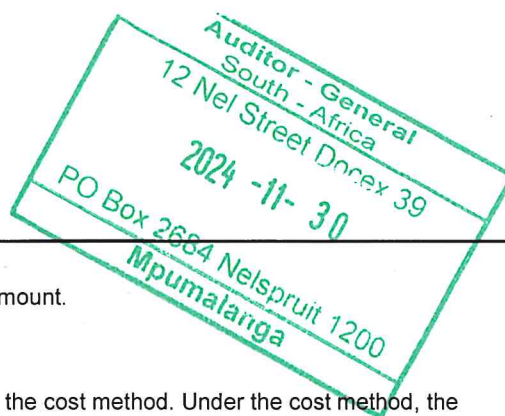 Auditor - General
South - Africa
12 Nel Street Docex 39
2024 -11- 30
PO Box 2684 Nelspruit 1200
Mpumalanga
mount.
the cost method. Under the cost method, the